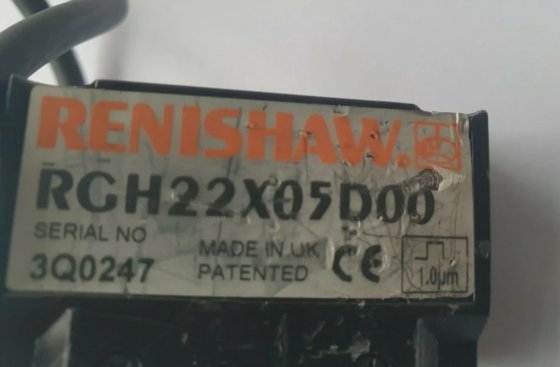 RENISHAW.
RGH22X05D00
SERIAL NO
3Q0247
MADE IN UK
PATENTED
CE
1.0µm